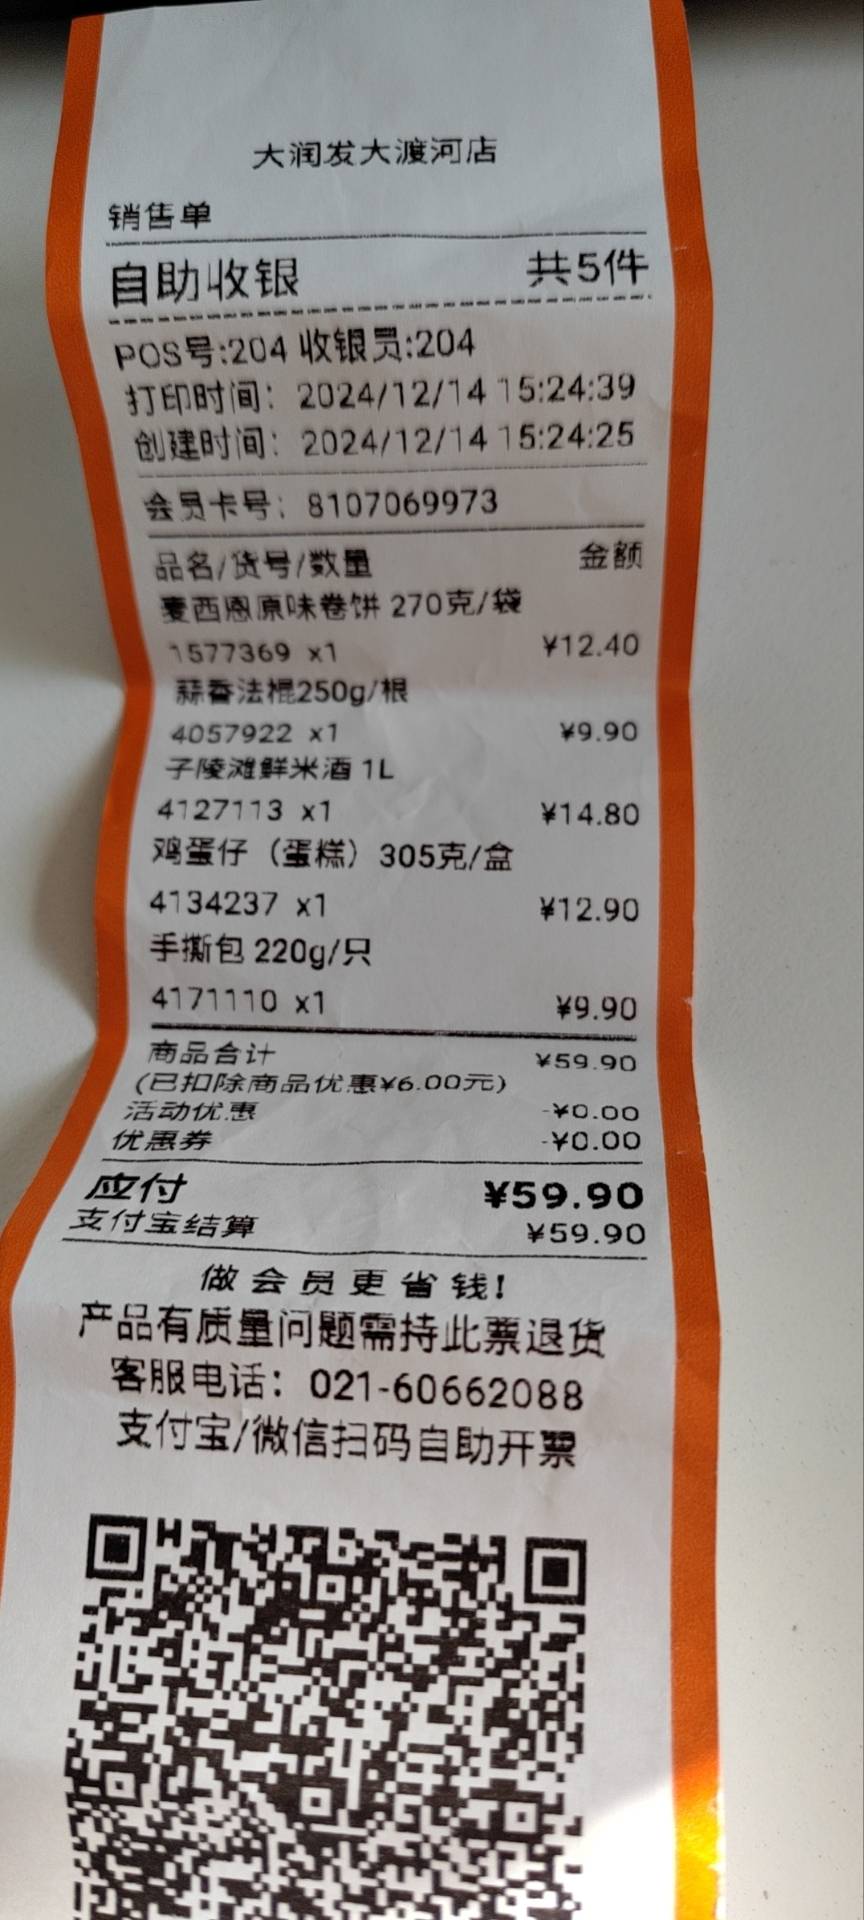 大润发大渡河店
销售单
自助收银 共5件
POS号:204 收银员:204
打印时间: 2024/12/14 15:24:39
创建时间: 2024/12/14 15:24:25
会员卡号: 8107069973
品名/货号/数量 金额
麦西恩原味卷饼 270克/袋
1577369 x1 ¥12.40
蒜香法棍250g/根
4057922 x1 ¥9.90
子陵滩鲜米酒 1L
4127113 x1 ¥14.80
鸡蛋仔（蛋糕）305克/盒
4134237 x1 ¥12.90
手撕包 220g/只
4171110 x1 ¥9.90
商品合计 ¥59.90
(已扣除商品优惠¥6.00元)
活动优惠 -¥0.00
优惠券 -¥0.00
应付 ¥59.90
支付宝结算 ¥59.90
做会员更省钱!
产品有质量问题需持此票退货
客服电话: 021-60662088
支付宝/微信扫码自助开票